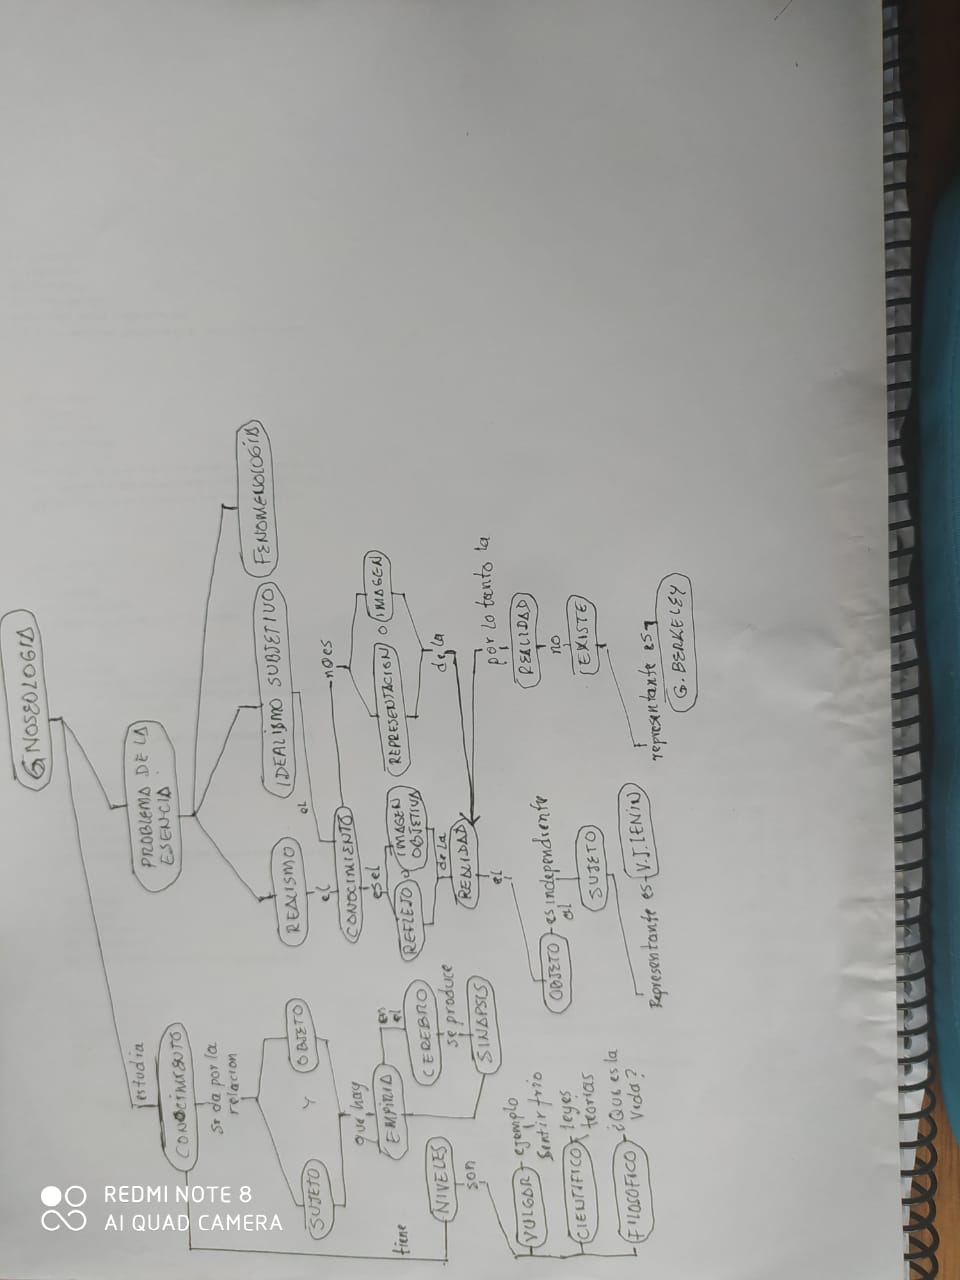 GNOSEOLOGIA
estudia
PROBLEMA DE LA
ESENCIA
CONOCIMIENTO
se da por la
relacion
SUJETO
Y
OBJETO
REALISMO
IDEALISMO SUBJETIVO
FENOMENOLOGÍA
el
el
CONOCIMIENTO
no es
que hay
EMPIRIA
en
el
CEREBRO
se produce
SINAPSIS
es el
REFLEJO
o
IMAGEN
OBJETIVA
REPRESENTACION
O
IMAGEN
tiene
NIVELES
son
de la
REALIDAD
de la
el
por lo tanto la
VULGAR
ejemplo
sentir frio
REALIDAD
OBJETO
es independiente
al
no
CIENTIFICO
leyes
teorías
SUJETO
EXISTE
FILOSOFICO
¿Que es la
vida?
Representante es
V.I. LENIN
representante es
G. BERKELEY
REDMI NOTE 8
AI QUAD CAMERA